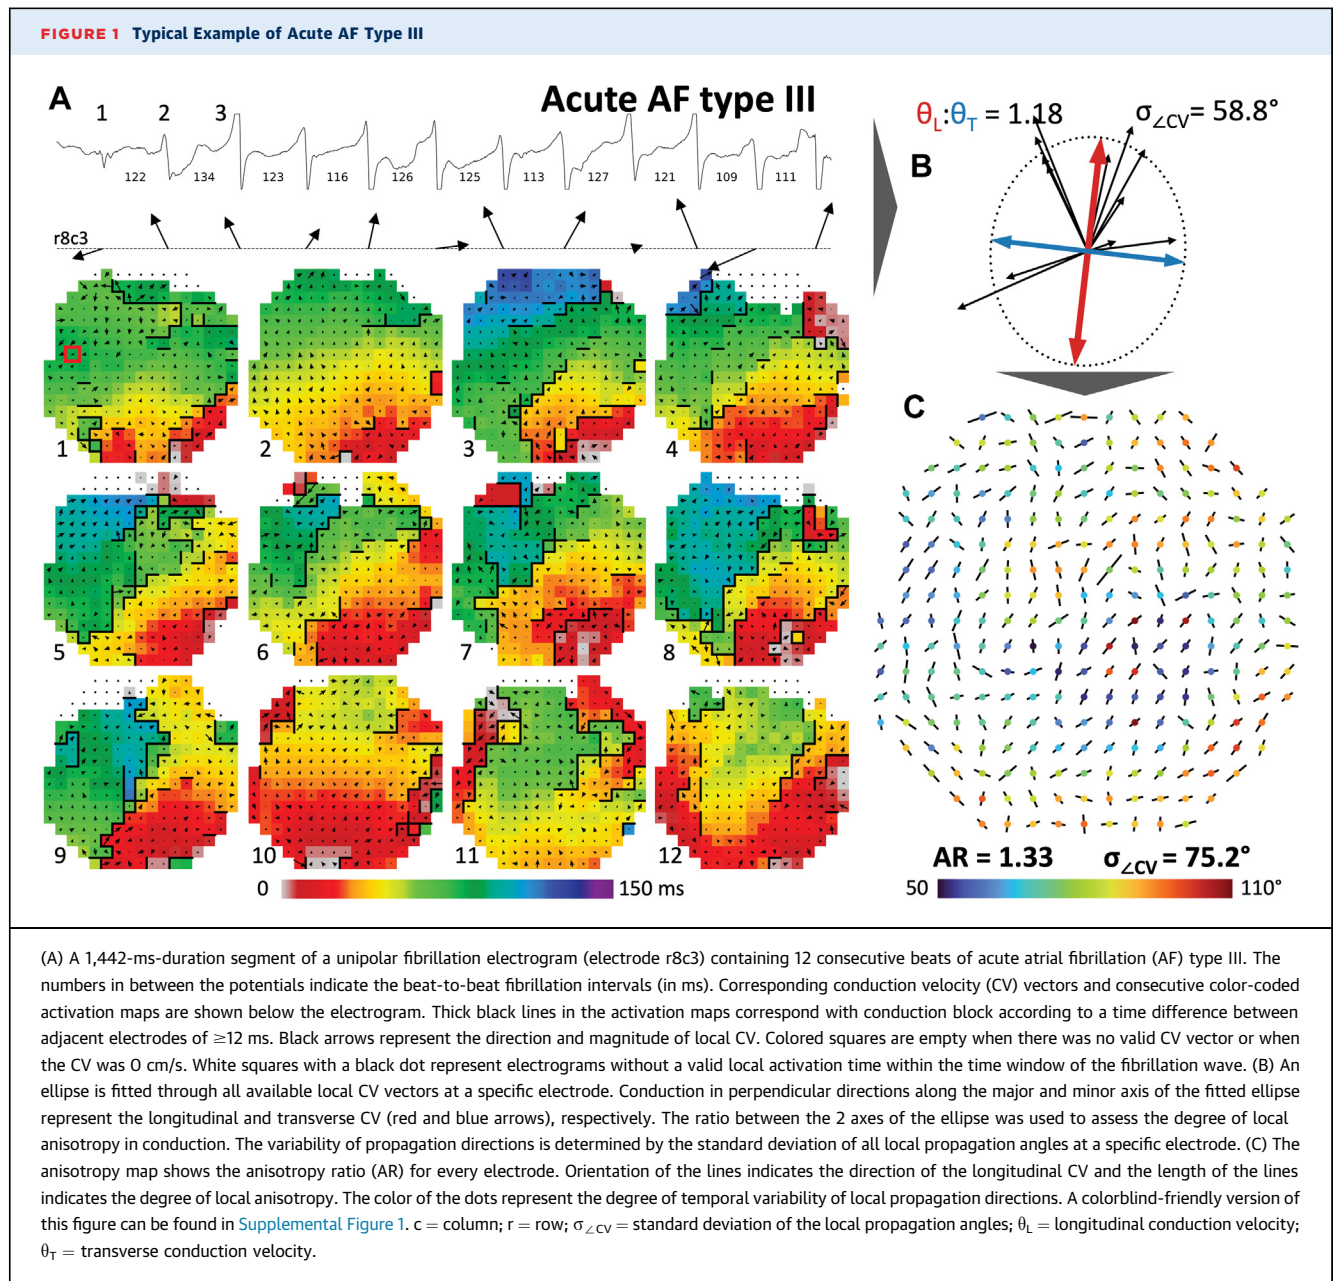 FIGURE 1 Typical Example of Acute AF Type III
A
Acute AF type III
1 2 3
122 134 123 116 126 125 113 127 121 109 111
r8c3
1 2 3 4
5 6 7 8
9 10 11 12
0 150 ms
θL:θT = 1.18 σ∠CV= 58.8°
B
C
AR = 1.33 σ∠CV = 75.2°
50 110°
(A) A 1,442-ms-duration segment of a unipolar fibrillation electrogram (electrode r8c3) containing 12 consecutive beats of acute atrial fibrillation (AF) type III. The
numbers in between the potentials indicate the beat-to-beat fibrillation intervals (in ms). Corresponding conduction velocity (CV) vectors and consecutive color-coded
activation maps are shown below the electrogram. Thick black lines in the activation maps correspond with conduction block according to a time difference between
adjacent electrodes of ≥12 ms. Black arrows represent the direction and magnitude of local CV. Colored squares are empty when there was no valid CV vector or when
the CV was 0 cm/s. White squares with a black dot represent electrograms without a valid local activation time within the time window of the fibrillation wave. (B) An
ellipse is fitted through all available local CV vectors at a specific electrode. Conduction in perpendicular directions along the major and minor axis of the fitted ellipse
represent the longitudinal and transverse CV (red and blue arrows), respectively. The ratio between the 2 axes of the ellipse was used to assess the degree of local
anisotropy in conduction. The variability of propagation directions is determined by the standard deviation of all local propagation angles at a specific electrode. (C) The
anisotropy map shows the anisotropy ratio (AR) for every electrode. Orientation of the lines indicates the direction of the longitudinal CV and the length of the lines
indicates the degree of local anisotropy. The color of the dots represent the degree of temporal variability of local propagation directions. A colorblind-friendly version of
this figure can be found in Supplemental Figure 1. c = column; r = row; σ∠CV = standard deviation of the local propagation angles; θL = longitudinal conduction velocity;
θT = transverse conduction velocity.